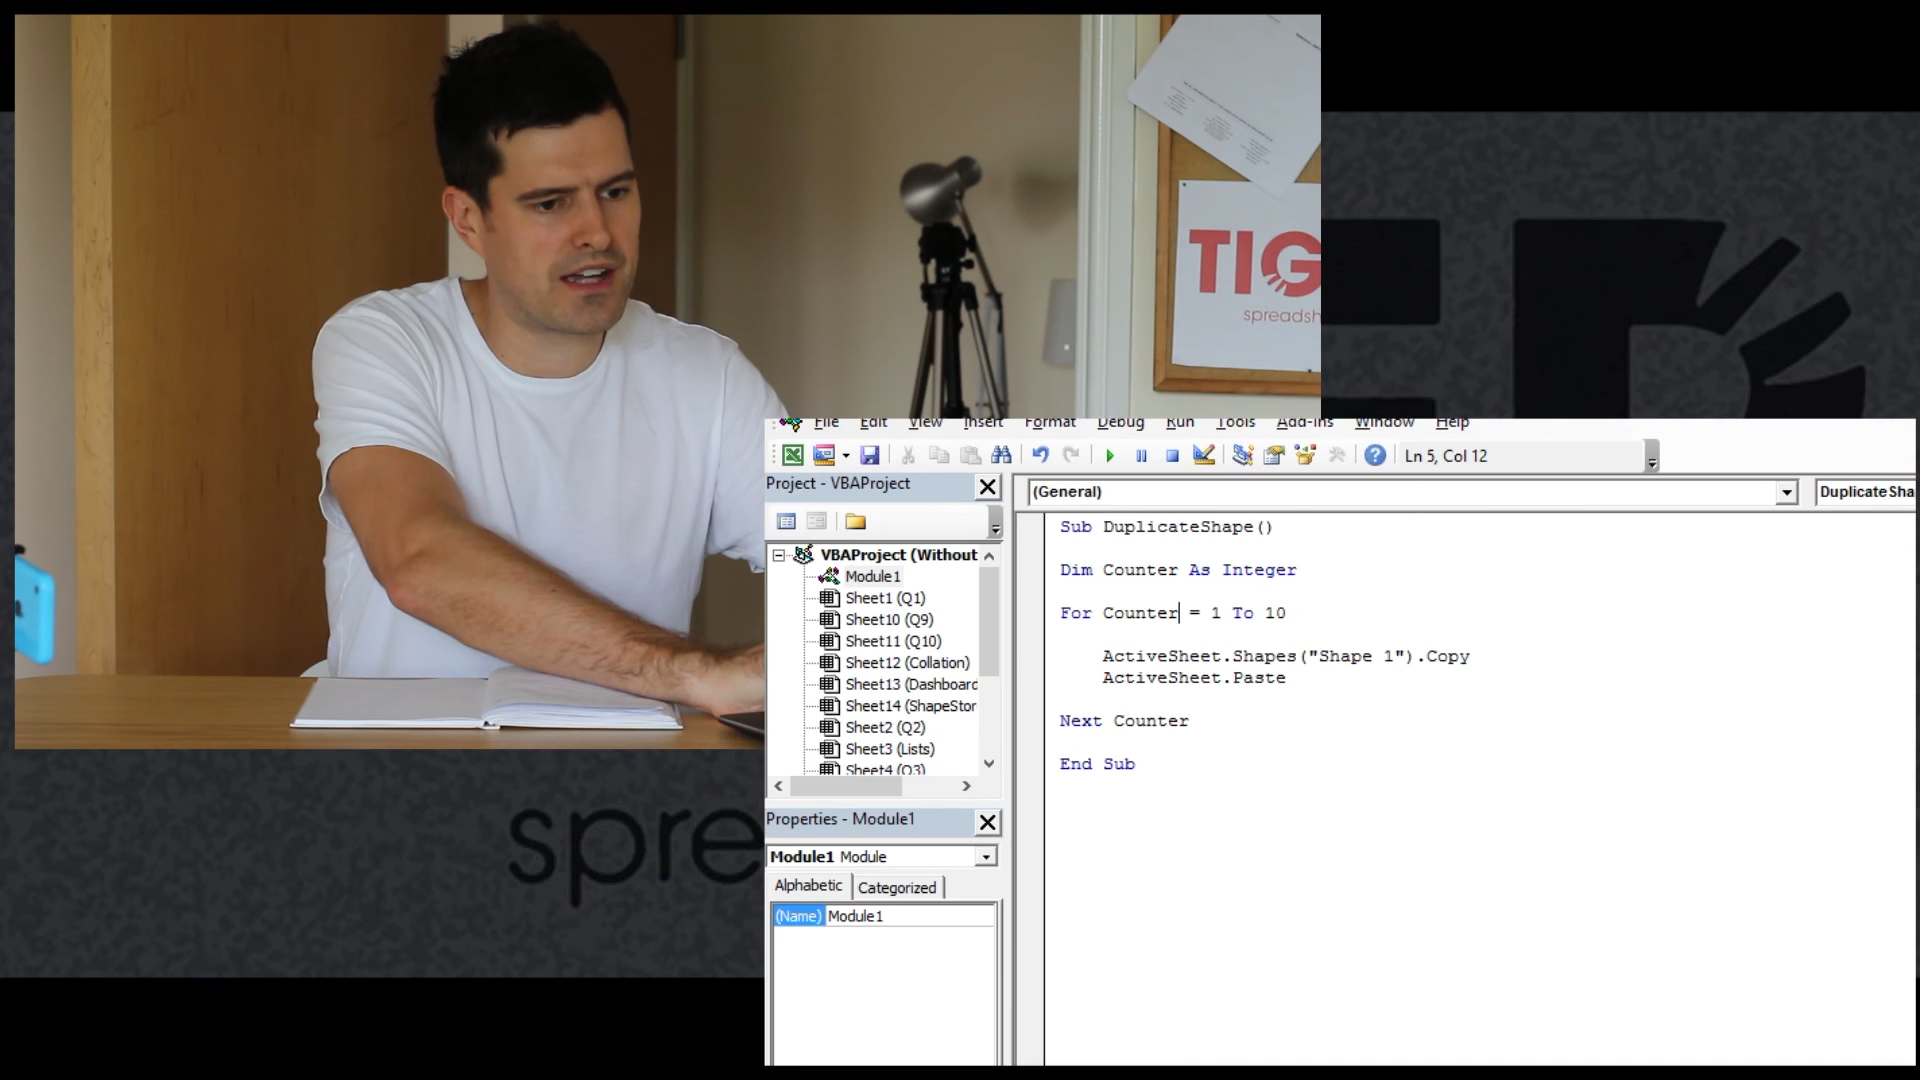 TIG
spreadsh
spre
File Edit View Insert Format Debug Run Tools Add-Ins Window Help
Ln 5, Col 12
Project - VBAProject
(General)
DuplicateSha
VBAProject (Without
Module1
Sheet1 (Q1)
Sheet10 (Q9)
Sheet11 (Q10)
Sheet12 (Collation)
Sheet13 (Dashboard
Sheet14 (ShapeStor
Sheet2 (Q2)
Sheet3 (Lists)
Sheet4 (Q3)
Properties - Module1
Module1 Module
Alphabetic Categorized
(Name) Module1
Sub DuplicateShape()
Dim Counter As Integer
For Counter = 1 To 10
ActiveSheet.Shapes("Shape 1").Copy
ActiveSheet.Paste
Next Counter
End Sub